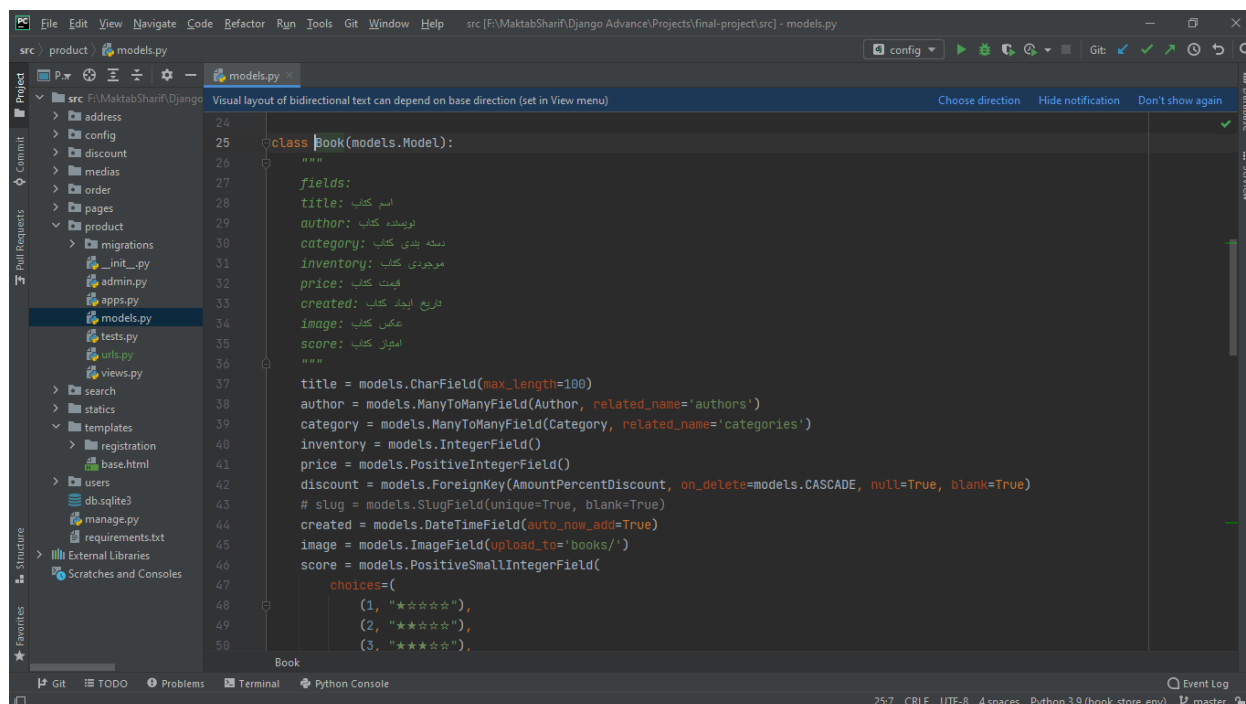 File Edit View Navigate Code Refactor Run Tools Git Window Help src [F:\MaktabSharif\Django Advance\Projects\final-project\src] - models.py
src product models.py config Git:
P... models.py
Project
Commit
Pull Requests
Structure
Favorites
src F:\MaktabSharif\Django
address
config
discount
medias
order
pages
product
migrations
__init__.py
admin.py
apps.py
models.py
tests.py
urls.py
views.py
search
statics
templates
registration
base.html
users
db.sqlite3
manage.py
requirements.txt
External Libraries
Scratches and Consoles
Visual layout of bidirectional text can depend on base direction (set in View menu) Choose direction Hide notification Don't show again
24
25 class Book(models.Model):
26 """
27 fields:
28 title: اسم کتاب
29 author: نویسنده کتاب
30 category: دسته بندی کتاب
31 inventory: موجودی کتاب
32 price: قیمت کتاب
33 created: تاریخ ایجاد کتاب
34 image: عکس کتاب
35 score: امتیاز کتاب
36 """
37 title = models.CharField(max_length=100)
38 author = models.ManyToManyField(Author, related_name='authors')
39 category = models.ManyToManyField(Category, related_name='categories')
40 inventory = models.IntegerField()
41 price = models.PositiveIntegerField()
42 discount = models.ForeignKey(AmountPercentDiscount, on_delete=models.CASCADE, null=True, blank=True)
43 # slug = models.SlugField(unique=True, blank=True)
44 created = models.DateTimeField(auto_now_add=True)
45 image = models.ImageField(upload_to='books/')
46 score = models.PositiveSmallIntegerField(
47 choices=(
48 (1, "★☆☆☆☆"),
49 (2, "★★☆☆☆"),
50 (3, "★★★☆☆"),
Book
Git TODO Problems Terminal Python Console Event Log
25:7 CRLF UTF-8 4 spaces Python 3.9 (book_store_env) master